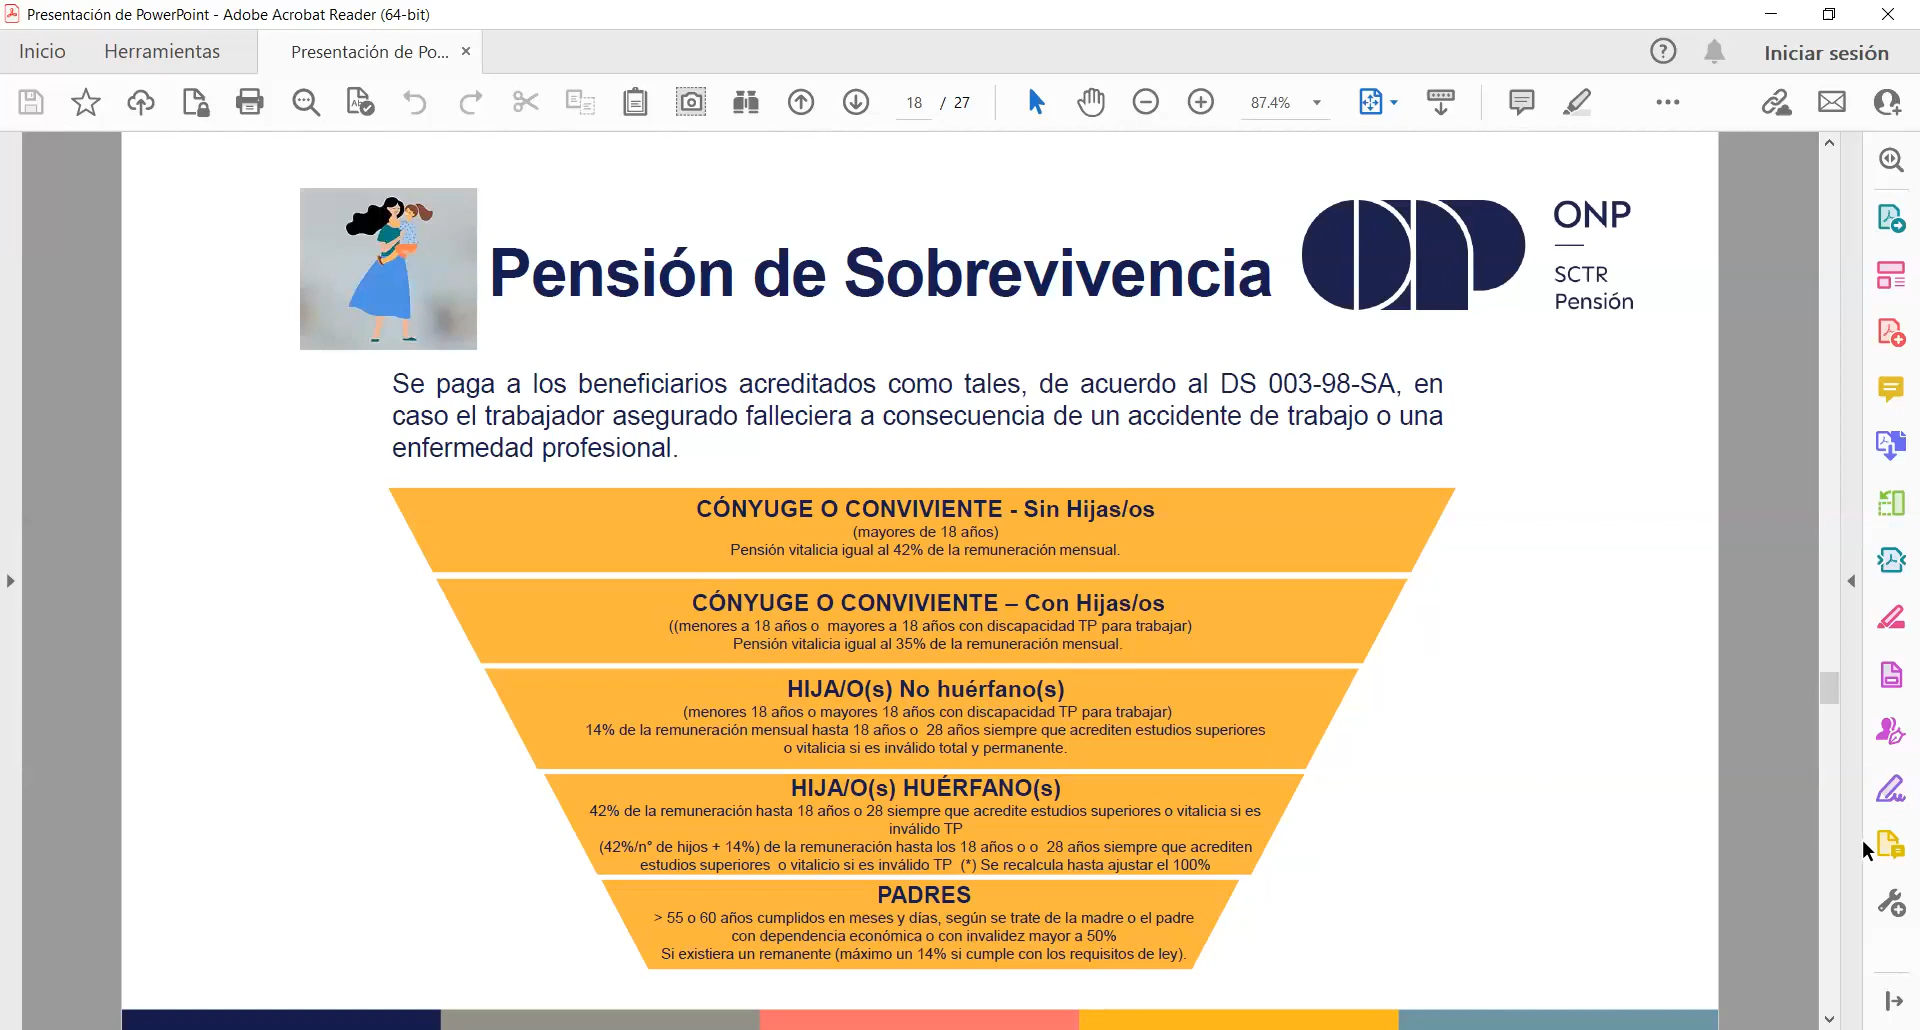 Presentación de PowerPoint - Adobe Acrobat Reader (64-bit)
Inicio Herramientas Presentación de Po... Iniciar sesión
18 / 27 87.4%
Pensión de Sobrevivencia
ONP
SCTR
Pensión
Se paga a los beneficiarios acreditados como tales, de acuerdo al DS 003-98-SA, en
caso el trabajador asegurado falleciera a consecuencia de un accidente de trabajo o una
enfermedad profesional.
CÓNYUGE O CONVIVIENTE - Sin Hijas/os
(mayores de 18 años)
Pensión vitalicia igual al 42% de la remuneración mensual.
CÓNYUGE O CONVIVIENTE – Con Hijas/os
((menores a 18 años o mayores a 18 años con discapacidad TP para trabajar)
Pensión vitalicia igual al 35% de la remuneración mensual.
HIJA/O(s) No huérfano(s)
(menores 18 años o mayores 18 años con discapacidad TP para trabajar)
14% de la remuneración mensual hasta 18 años o 28 años siempre que acrediten estudios superiores
o vitalicia si es inválido total y permanente.
HIJA/O(s) HUÉRFANO(s)
42% de la remuneración hasta 18 años o 28 siempre que acredite estudios superiores o vitalicia si es
inválido TP
(42%/n° de hijos + 14%) de la remuneración hasta los 18 años o o 28 años siempre que acrediten
estudios superiores o vitalicio si es inválido TP (*) Se recalcula hasta ajustar el 100%
PADRES
> 55 o 60 años cumplidos en meses y días, según se trate de la madre o el padre
con dependencia económica o con invalidez mayor a 50%
Si existiera un remanente (máximo un 14% si cumple con los requisitos de ley).